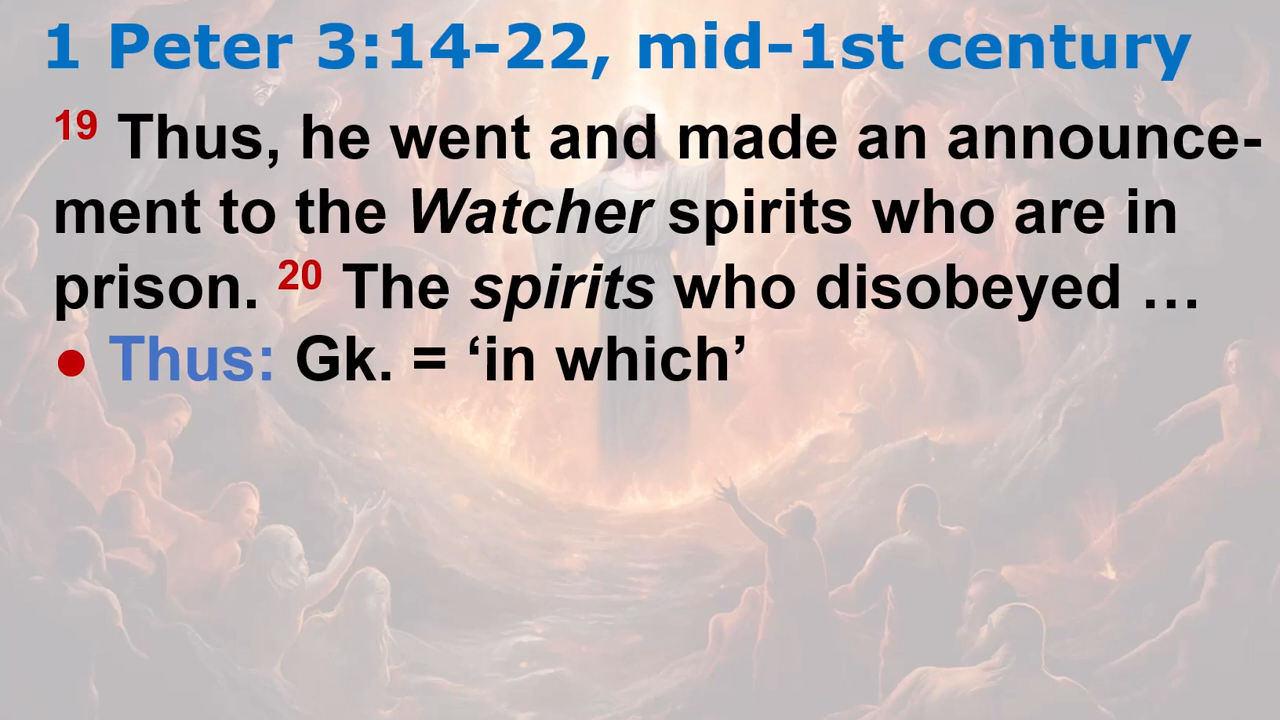 1 Peter 3:14-22, mid-1st century
19 Thus, he went and made an announce-
ment to the Watcher spirits who are in
prison. 20 The spirits who disobeyed …
● Thus: Gk. = ‘in which’